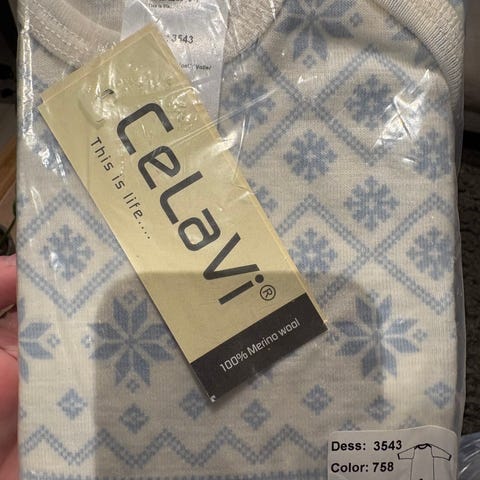 3543
CeLaVi®
This is life.....
100% Merino wool
Dess: 3543
Color: 758